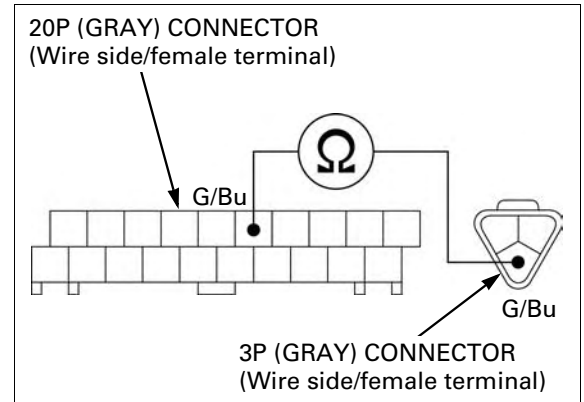 20P (GRAY) CONNECTOR
(Wire side/female terminal)
Ω
G/Bu
G/Bu
3P (GRAY) CONNECTOR
(Wire side/female terminal)